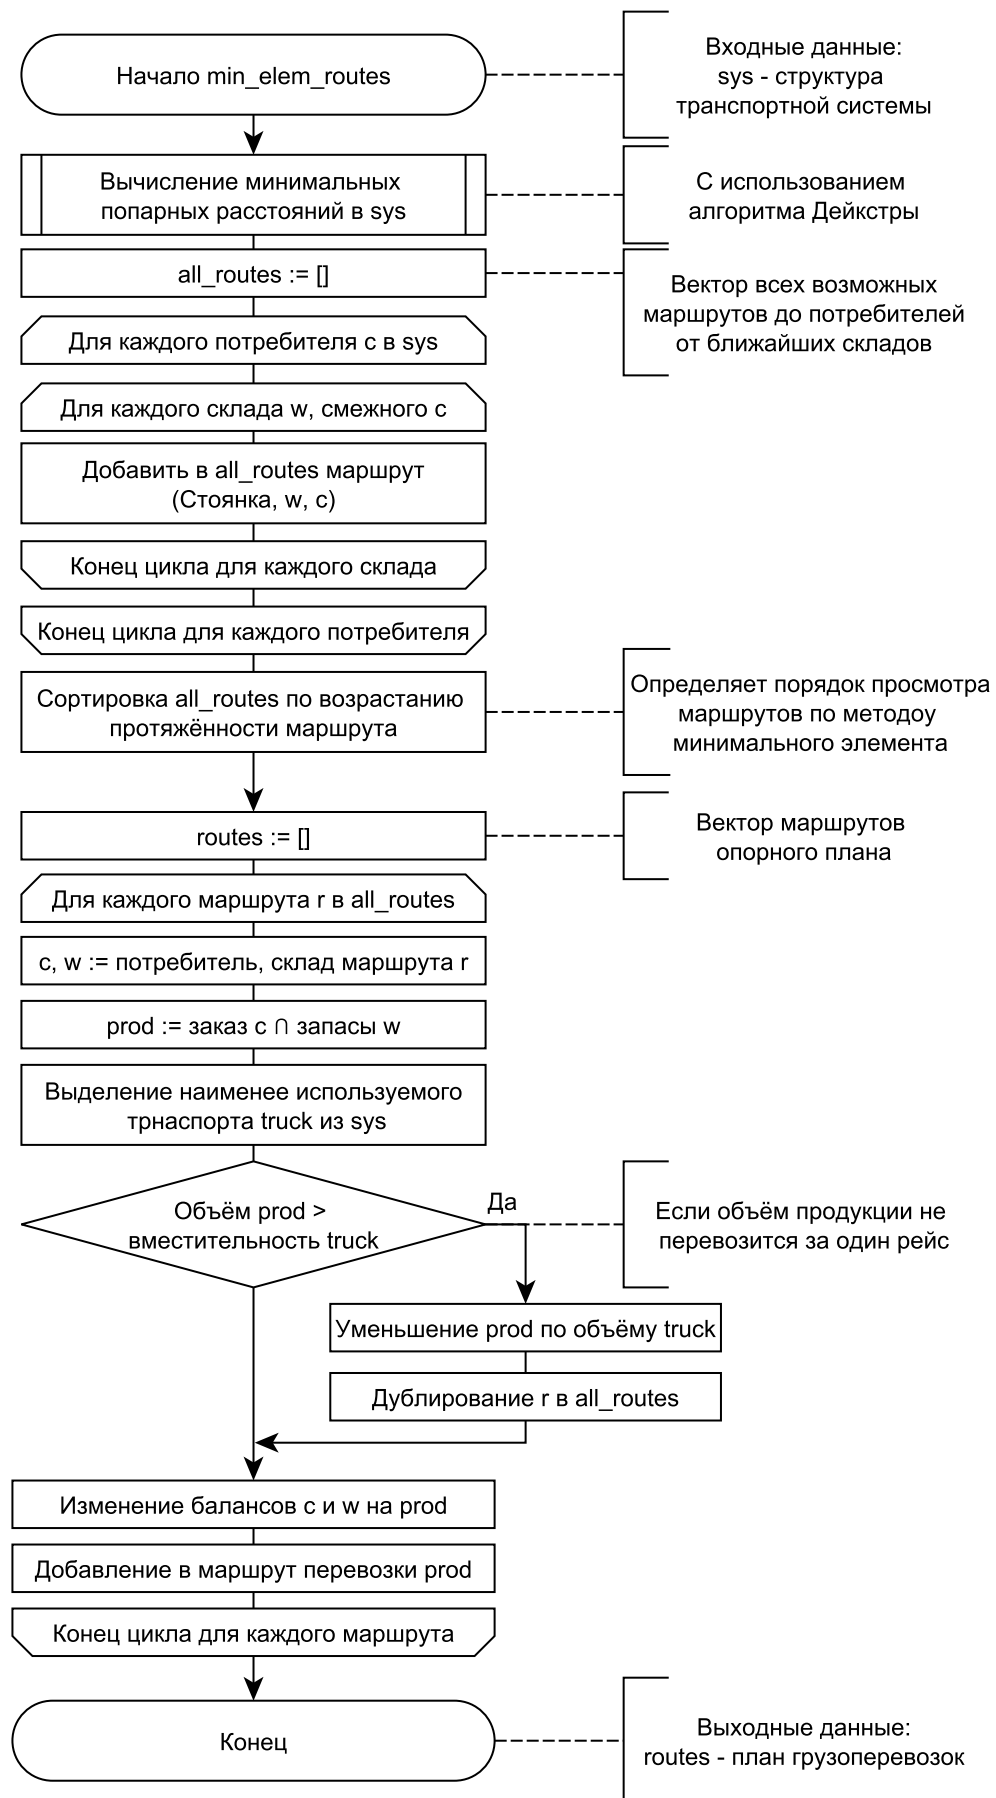 Начало min_elem_routes
Входные данные:
sys - структура
транспортной системы
Вычисление минимальных
попарных расстояний в sys
С использованием
алгоритма Дейкстры
all_routes := []
Вектор всех возможных
маршрутов до потребителей
от ближайших складов
Для каждого потребителя c в sys
Для каждого склада w, смежного c
Добавить в all_routes маршрут
(Стоянка, w, c)
Конец цикла для каждого склада
Конец цикла для каждого потребителя
Сортировка all_routes по возрастанию
протяжённости маршрута
Определяет порядок просмотра
маршрутов по методоу
минимального элемента
routes := []
Вектор маршрутов
опорного плана
Для каждого маршрута r в all_routes
c, w := потребитель, склад маршрута r
prod := заказ c ∩ запасы w
Выделение наименее используемого
трнаспорта truck из sys
Объём prod >
вместительность truck
Да
Если объём продукции не
перевозится за один рейс
Уменьшение prod по объёму truck
Дублирование r в all_routes
Изменение балансов c и w на prod
Добавление в маршрут перевозки prod
Конец цикла для каждого маршрута
Конец
Выходные данные:
routes - план грузоперевозок